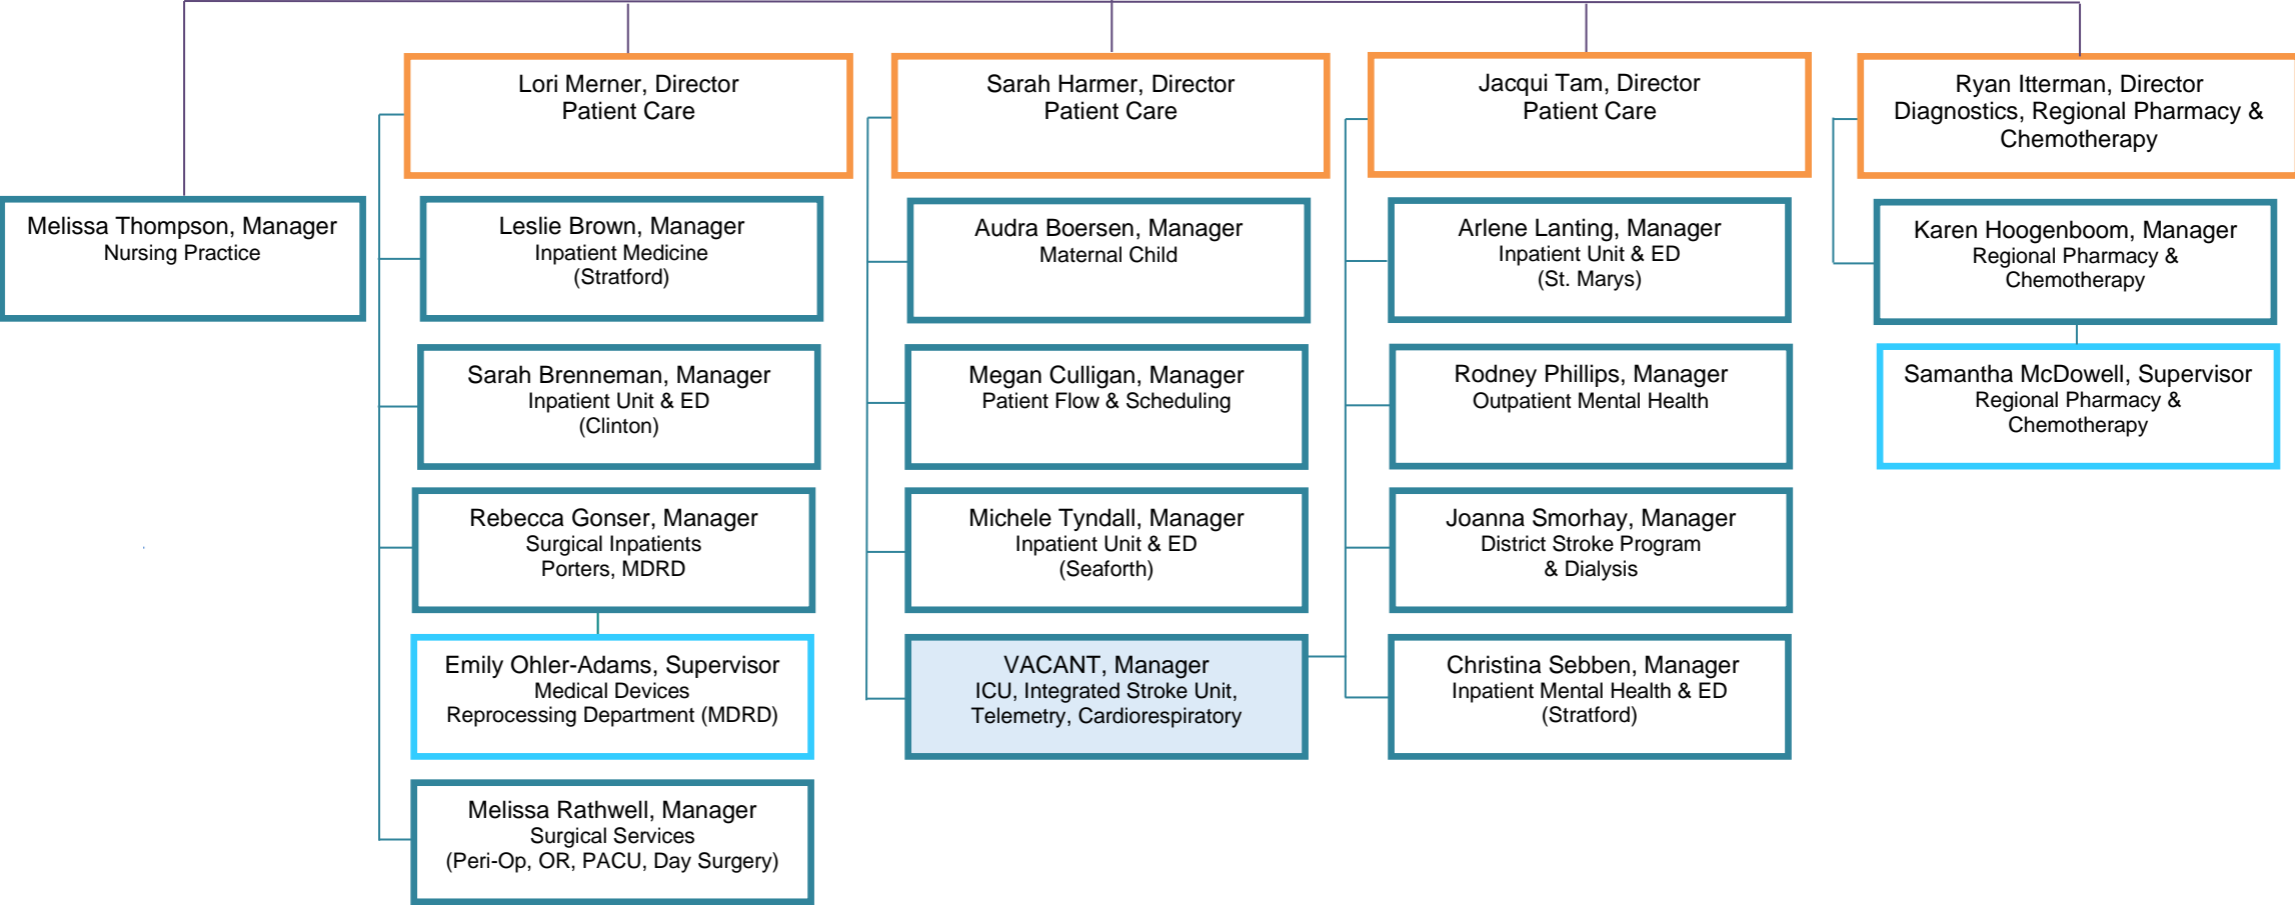 Melissa Thompson, Manager
Nursing Practice
Lori Merner, Director
Patient Care
Leslie Brown, Manager
Inpatient Medicine
(Stratford)
Sarah Brenneman, Manager
Inpatient Unit & ED
(Clinton)
Rebecca Gonser, Manager
Surgical Inpatients
Porters, MDRD
Emily Ohler-Adams, Supervisor
Medical Devices
Reprocessing Department (MDRD)
Melissa Rathwell, Manager
Surgical Services
(Peri-Op, OR, PACU, Day Surgery)
Sarah Harmer, Director
Patient Care
Audra Boersen, Manager
Maternal Child
Megan Culligan, Manager
Patient Flow & Scheduling
Michele Tyndall, Manager
Inpatient Unit & ED
(Seaforth)
VACANT, Manager
ICU, Integrated Stroke Unit,
Telemetry, Cardiorespiratory
Jacqui Tam, Director
Patient Care
Arlene Lanting, Manager
Inpatient Unit & ED
(St. Marys)
Rodney Phillips, Manager
Outpatient Mental Health
Joanna Smorhay, Manager
District Stroke Program
& Dialysis
Christina Sebben, Manager
Inpatient Mental Health & ED
(Stratford)
Ryan Itterman, Director
Diagnostics, Regional Pharmacy &
Chemotherapy
Karen Hoogenboom, Manager
Regional Pharmacy &
Chemotherapy
Samantha McDowell, Supervisor
Regional Pharmacy &
Chemotherapy